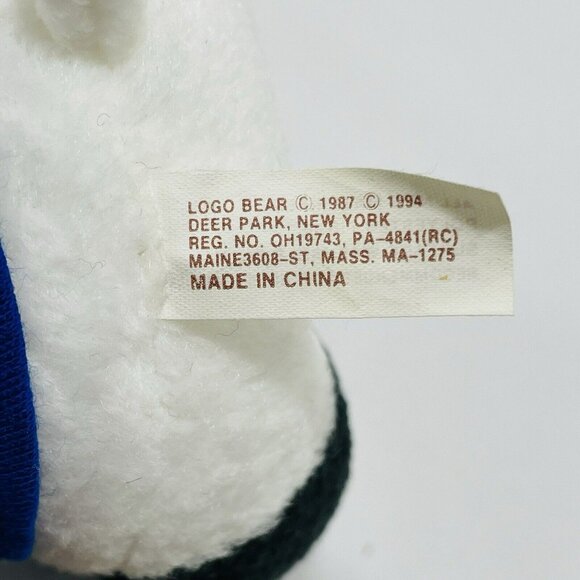 LOGO BEAR © 1987 © 1994
DEER PARK, NEW YORK
REG. NO. OH19743, PA-4841(RC)
MAINE3608-ST, MASS. MA-1275
MADE IN CHINA